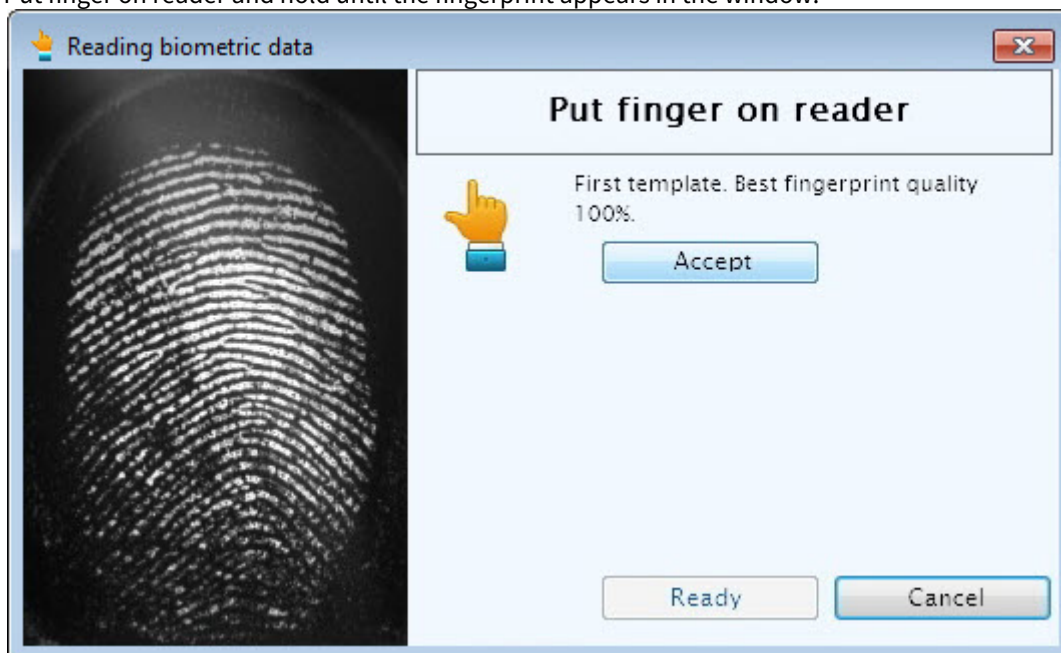 Put finger on reader and hold until the fingerprint appears in the window.
Reading biometric data
Put finger on reader
First template. Best fingerprint quality
100%.
Accept
Ready
Cancel